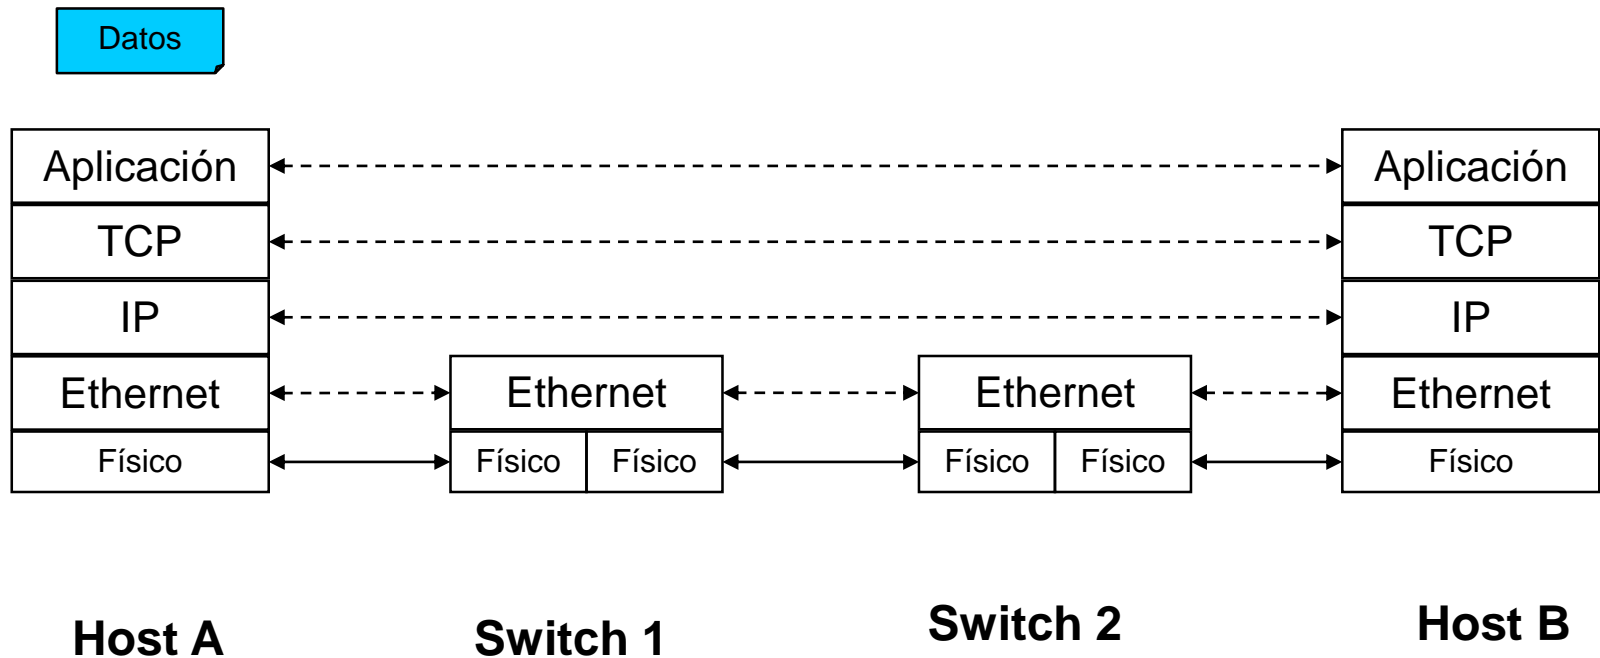 Datos
Aplicación
Aplicación
TCP
TCP
IP
IP
Ethernet
Ethernet
Ethernet
Ethernet
Físico
Físico
Físico
Físico
Físico
Físico
Host A
Switch 1
Switch 2
Host B